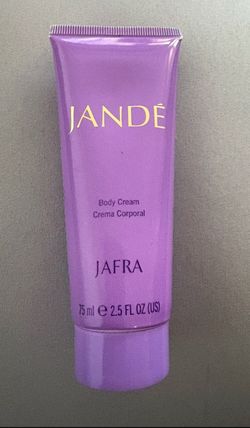 JANDÉ
Body Cream
Crema Corporal
JAFRA
75 ml ℮ 2.5 FL OZ (US)